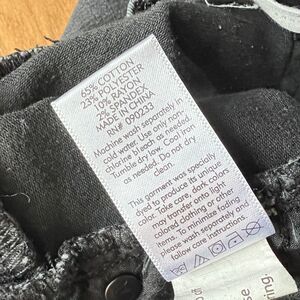 65% COTTON
23% POLYESTER
10% RAYON
2% SPANDEX
MADE IN CHINA
RN# 090233
Machine wash separately in
cold water. Use only non-
chlorine bleach as needed.
Tumble dry low. Cool iron
as needed. Do not dry
clean.
This garment was specially
dyed to produce its unique
color. Take care, dark colors
may transfer onto light
colored clothing or other
items. To minimize fading
please wash separately and
follow care instructions.